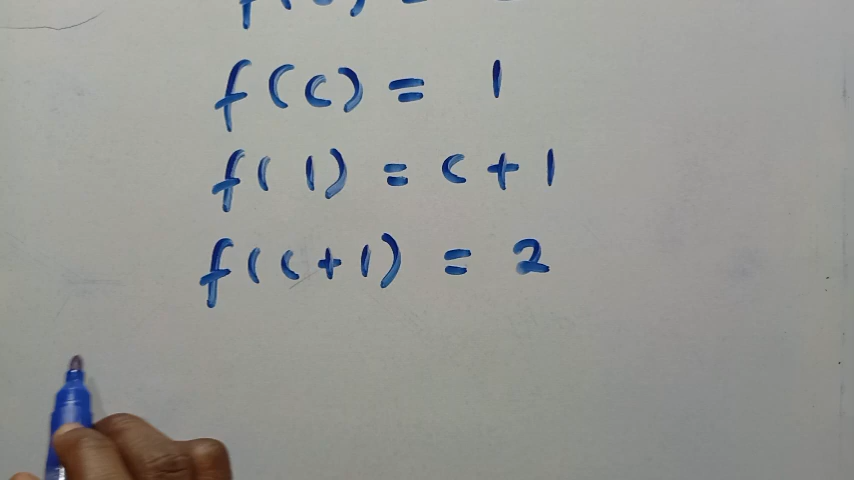 f(c) = 1
f(1) = c + 1
f(c+1) = 2